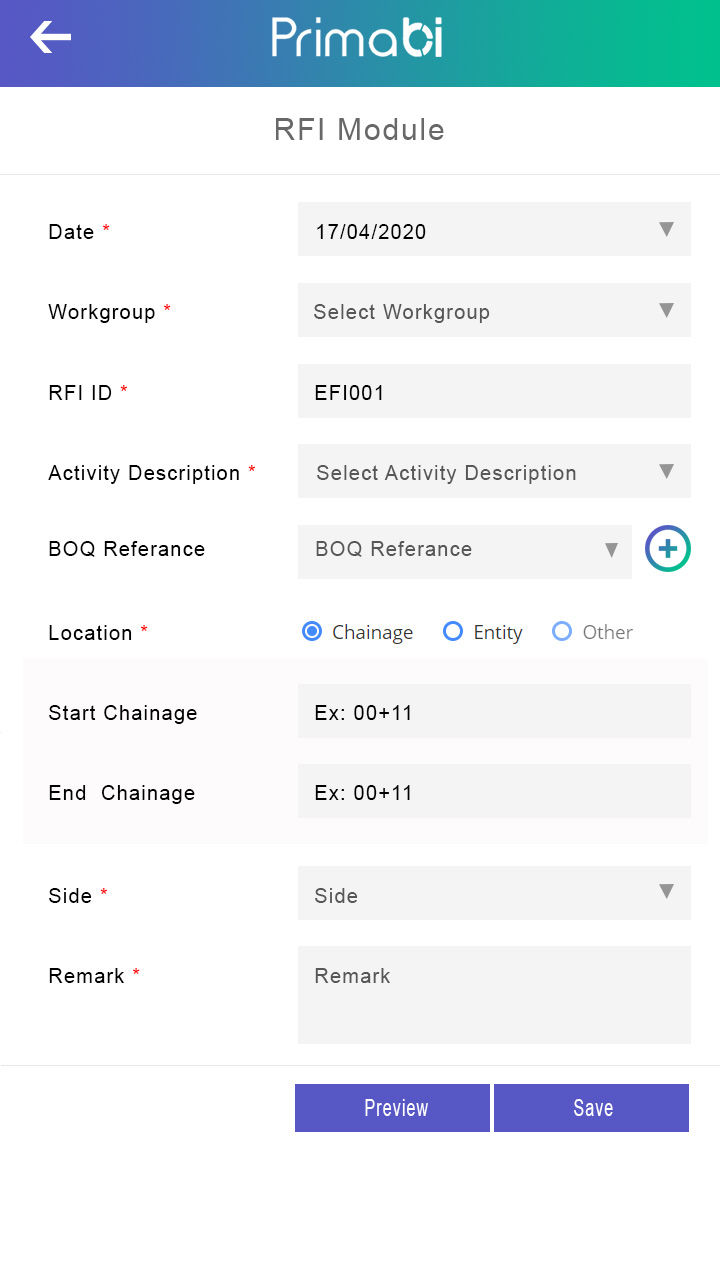 Primabi
RFI Module
Date * 17/04/2020
Workgroup * Select Workgroup
RFI ID * EFI001
Activity Description * Select Activity Description
BOQ Referance BOQ Referance
Location * Chainage Entity Other
Start Chainage Ex: 00+11
End Chainage Ex: 00+11
Side * Side
Remark * Remark
Preview Save